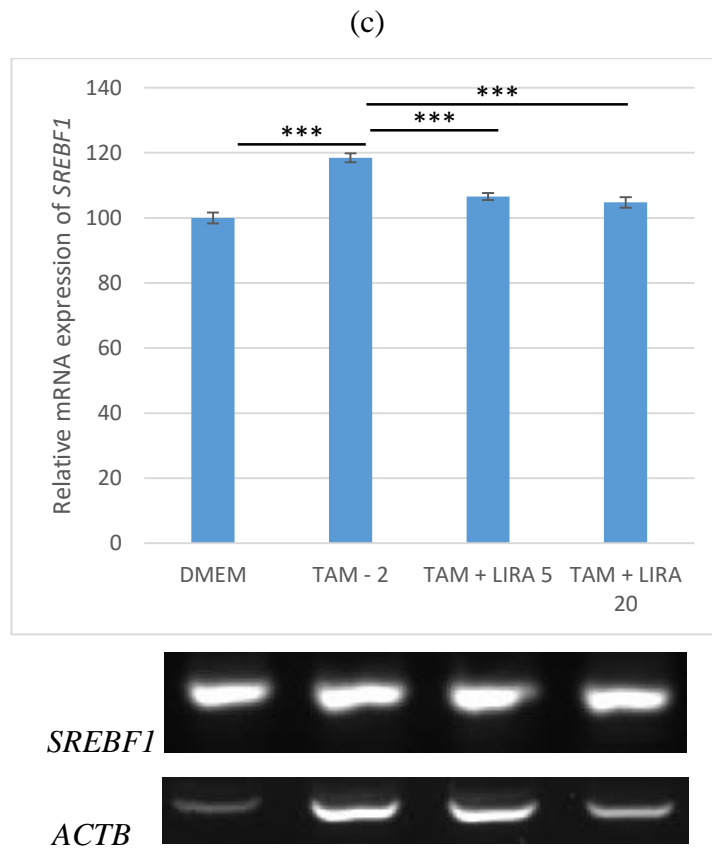 (c)
Relative mRNA expression of SREBF1
140
120
100
80
60
40
20
0
***
***
***
DMEM
TAM - 2
TAM + LIRA 5
TAM + LIRA
20
SREBF1
ACTB